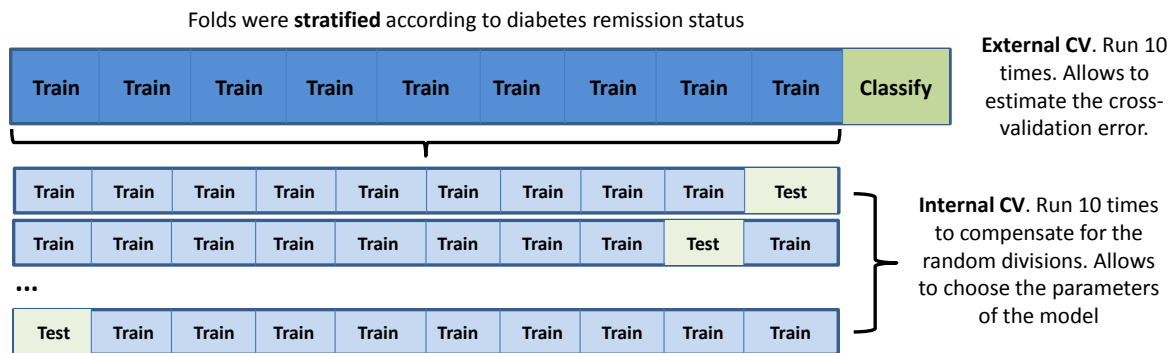 Folds were stratified according to diabetes remission status
Train Train Train Train Train Train Train Train Train Classify
External CV. Run 10
times. Allows to
estimate the cross-
validation error.
Train Train Train Train Train Train Train Train Train Test
Train Train Train Train Train Train Train Train Test Train
...
Test Train Train Train Train Train Train Train Train Train
Internal CV. Run 10 times
to compensate for the
random divisions. Allows
to choose the parameters
of the model